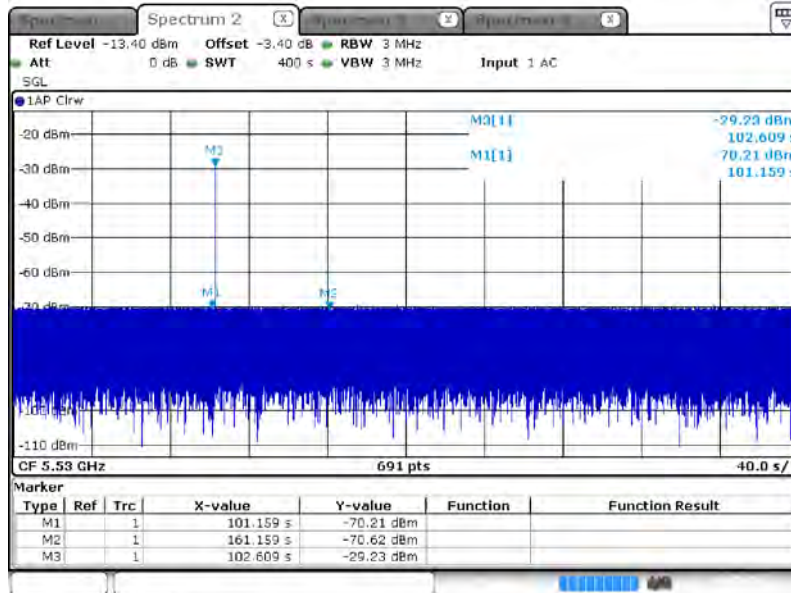 Spectrum 2 X X X
Ref Level -13.40 dBm Offset -3.40 dB RBW 3 MHz
Att 0 dB SWT 400 s VBW 3 MHz Input 1 AC
SGL
1AP Clrw
M3[1] -29.23 dBm
102.609 s
M1[1] -70.21 dBm
101.159 s
-20 dBm
M3
-30 dBm
-40 dBm
-50 dBm
-60 dBm
M1 M2
-70 dBm
-110 dBm
CF 5.53 GHz 691 pts 40.0 s/
Marker
Type Ref Trc X-value Y-value Function Function Result
M1 1 101.159 s -70.21 dBm
M2 1 161.159 s -70.62 dBm
M3 1 102.609 s -29.23 dBm